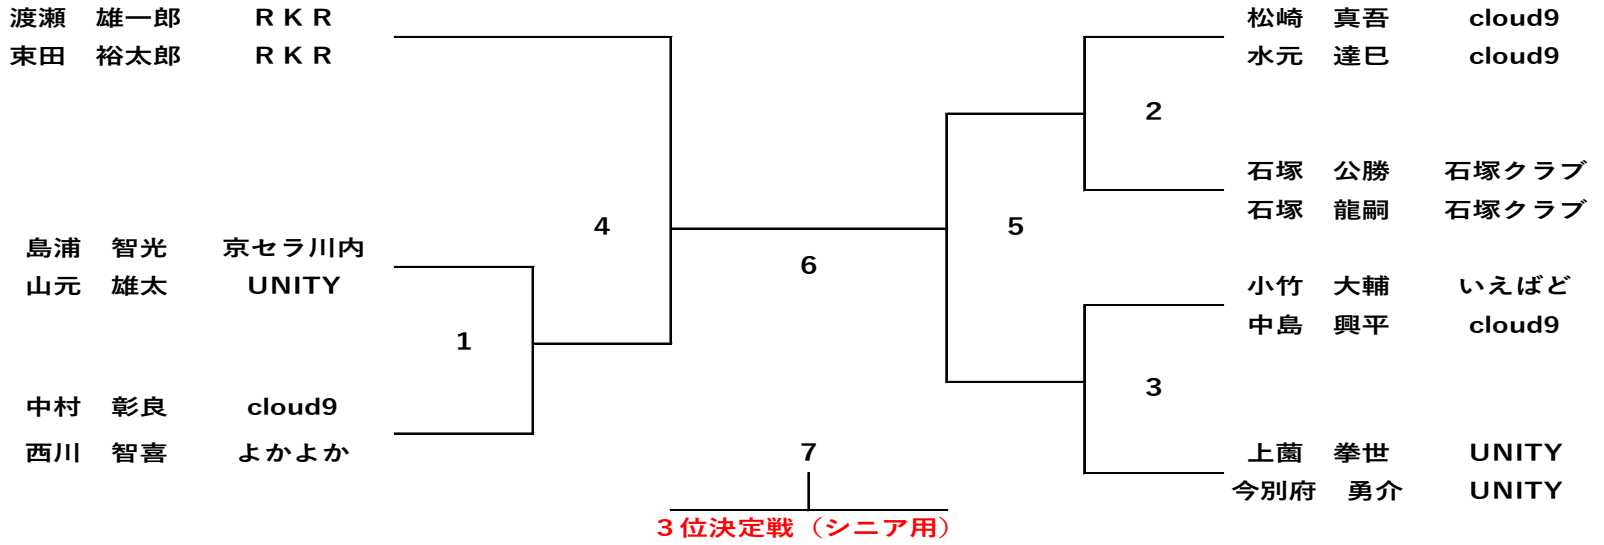 渡瀬 雄一郎 ＲＫＲ
束田 裕太郎 ＲＫＲ
島浦 智光 京セラ川内
山元 雄太 UNITY
中村 彰良 cloud9
西川 智喜 よかよか
1
4
6
7
３位決定戦（シニア用）
5
2
3
松崎 真吾 cloud9
水元 達巳 cloud9
石塚 公勝 石塚クラブ
石塚 龍嗣 石塚クラブ
小竹 大輔 いえばど
中島 興平 cloud9
上薗 拳世 UNITY
今別府 勇介 UNITY